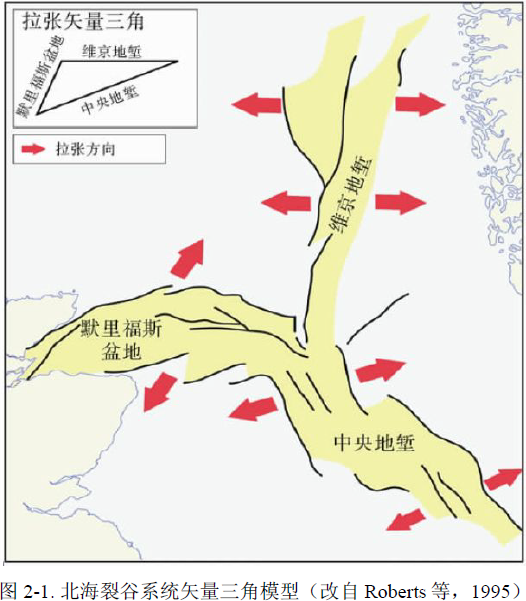 拉张矢量三角
维京地堑
默里福斯盆地
中央地堑
拉张方向
维京地堑
默里福斯
盆地
中央地堑
图 2-1. 北海裂谷系统矢量三角模型（改自 Roberts 等，1995）